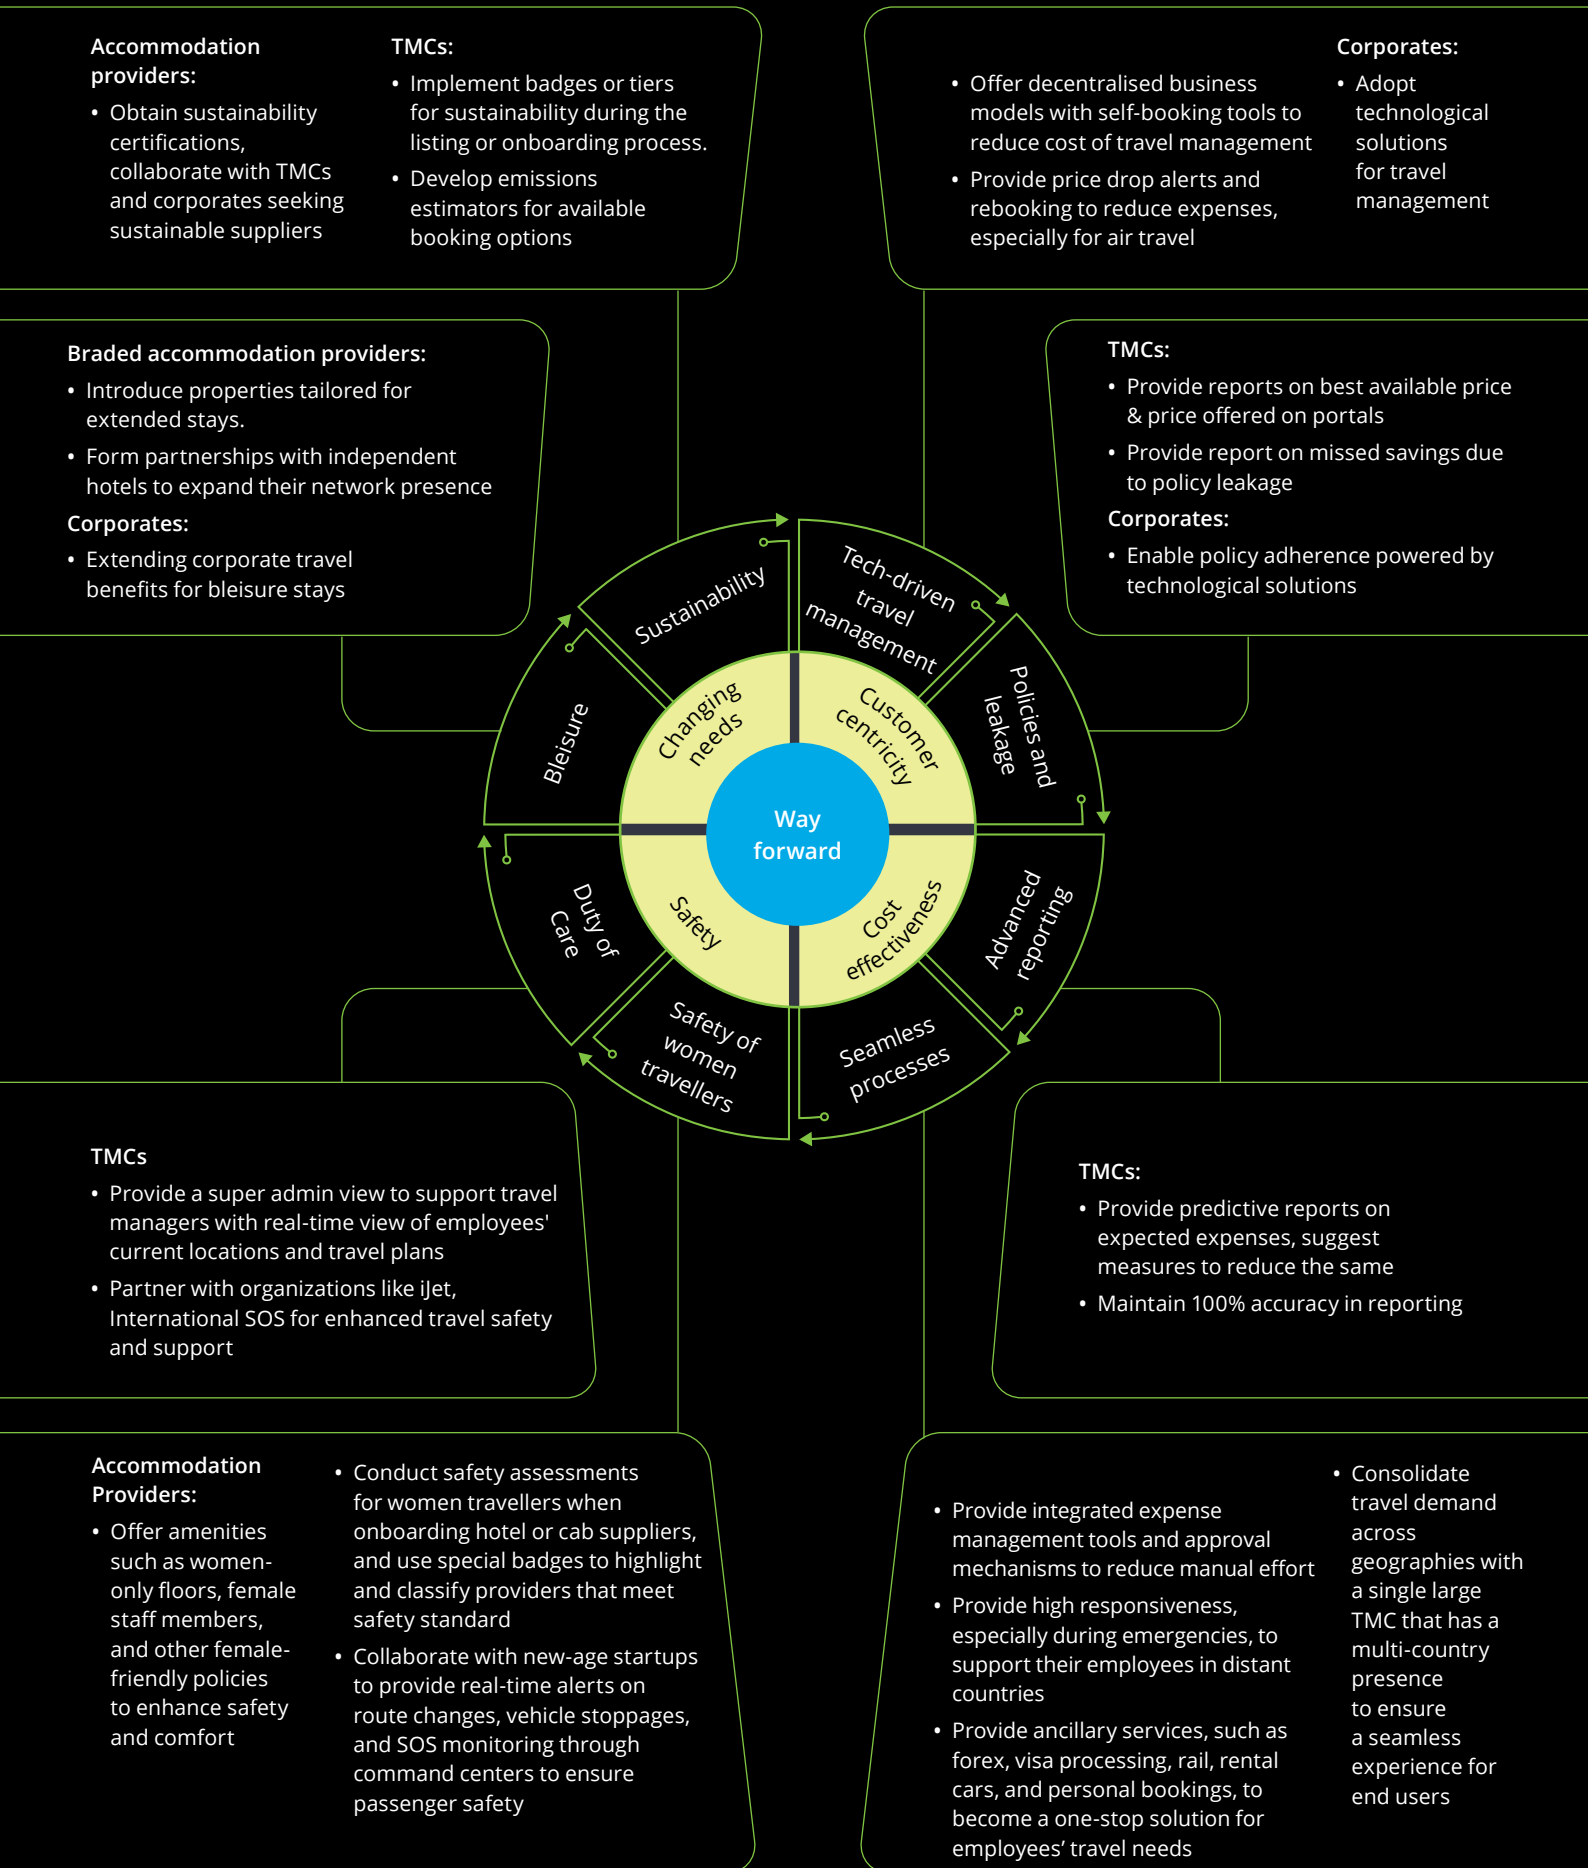 Accommodation
providers:
• Obtain sustainability
certifications,
collaborate with TMCs
and corporates seeking
sustainable suppliers
TMCs:
• Implement badges or tiers
for sustainability during the
listing or onboarding process.
• Develop emissions
estimators for available
booking options
• Offer decentralised business
models with self-booking tools to
reduce cost of travel management
• Provide price drop alerts and
rebooking to reduce expenses,
especially for air travel
Corporates:
• Adopt
technological
solutions
for travel
management
Braded accommodation providers:
• Introduce properties tailored for
extended stays.
• Form partnerships with independent
hotels to expand their network presence
Corporates:
• Extending corporate travel
benefits for bleisure stays
TMCs:
• Provide reports on best available price
& price offered on portals
• Provide report on missed savings due
to policy leakage
Corporates:
• Enable policy adherence powered by
technological solutions
Sustainability
Tech-driven
travel
management
Policies and
leakage
Advanced
reporting
Seamless
processes
Safety of
women
travellers
Duty of
Care
Bleisure
Changing
needs
Customer
centricity
Cost
effectiveness
Safety
Way
forward
TMCs
• Provide a super admin view to support travel
managers with real-time view of employees'
current locations and travel plans
• Partner with organizations like iJet,
International SOS for enhanced travel safety
and support
TMCs:
• Provide predictive reports on
expected expenses, suggest
measures to reduce the same
• Maintain 100% accuracy in reporting
Accommodation
Providers:
• Offer amenities
such as women-
only floors, female
staff members,
and other female-
friendly policies
to enhance safety
and comfort
• Conduct safety assessments
for women travellers when
onboarding hotel or cab suppliers,
and use special badges to highlight
and classify providers that meet
safety standard
• Collaborate with new-age startups
to provide real-time alerts on
route changes, vehicle stoppages,
and SOS monitoring through
command centers to ensure
passenger safety
• Provide integrated expense
management tools and approval
mechanisms to reduce manual effort
• Provide high responsiveness,
especially during emergencies, to
support their employees in distant
countries
• Provide ancillary services, such as
forex, visa processing, rail, rental
cars, and personal bookings, to
become a one-stop solution for
employees’ travel needs
• Consolidate
travel demand
across
geographies with
a single large
TMC that has a
multi-country
presence
to ensure
a seamless
experience for
end users